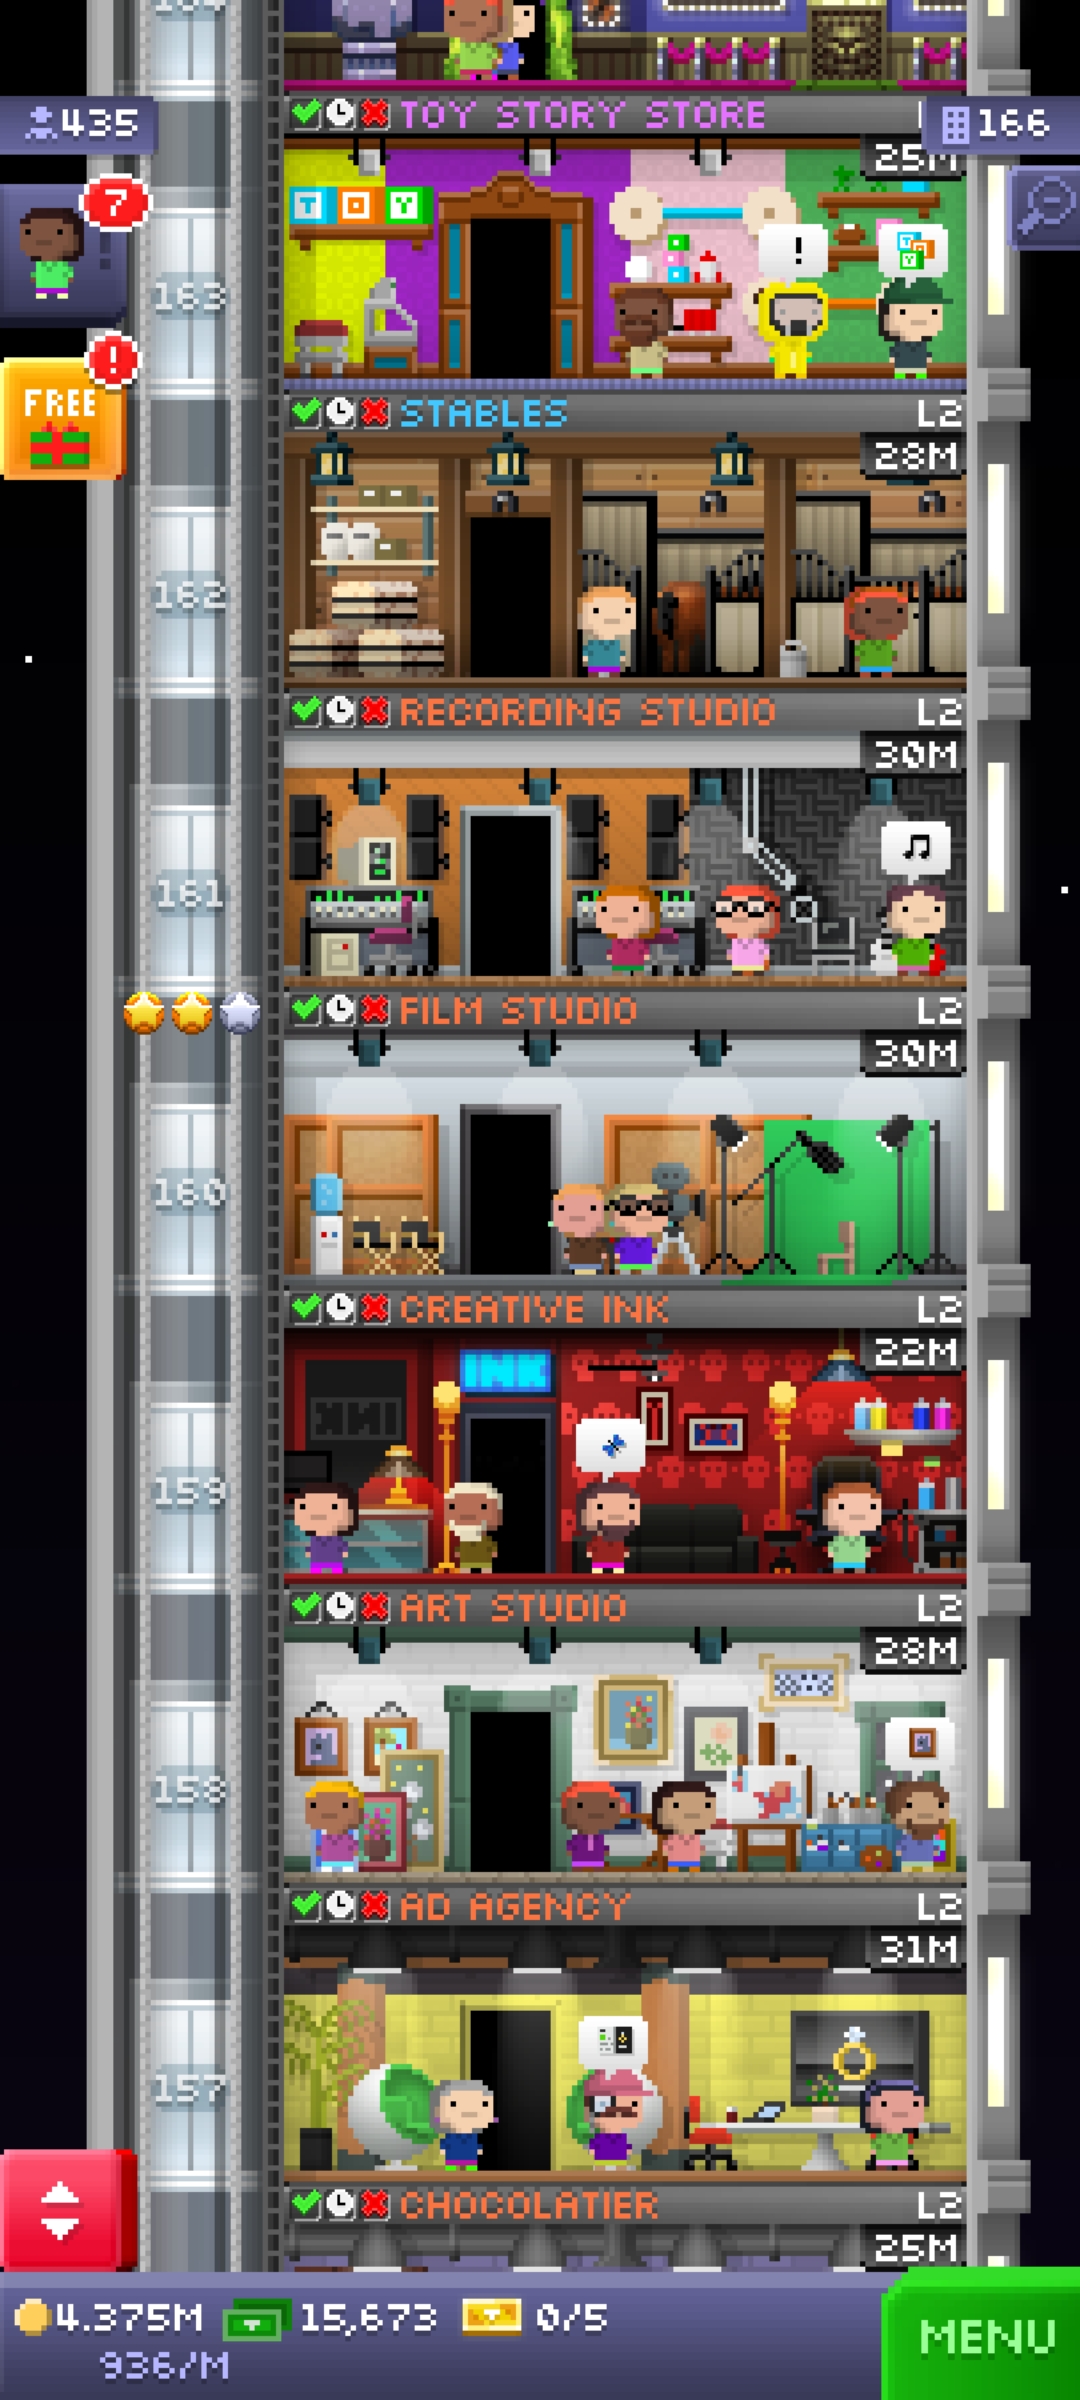 164
435
TOY STORY STORE
166
25M
7
!
T O Y
!
163
FREE
!
STABLES L2
28M
162
RECORDING STUDIO L2
30M
161
FILM STUDIO L2
30M
160
CREATIVE INK L2
22M
INK
159
ART STUDIO L2
28M
158
AD AGENCY L2
31M
157
CHOCOLATIER L2
25M
4.375M 15,673 0/5
936/M
MENU